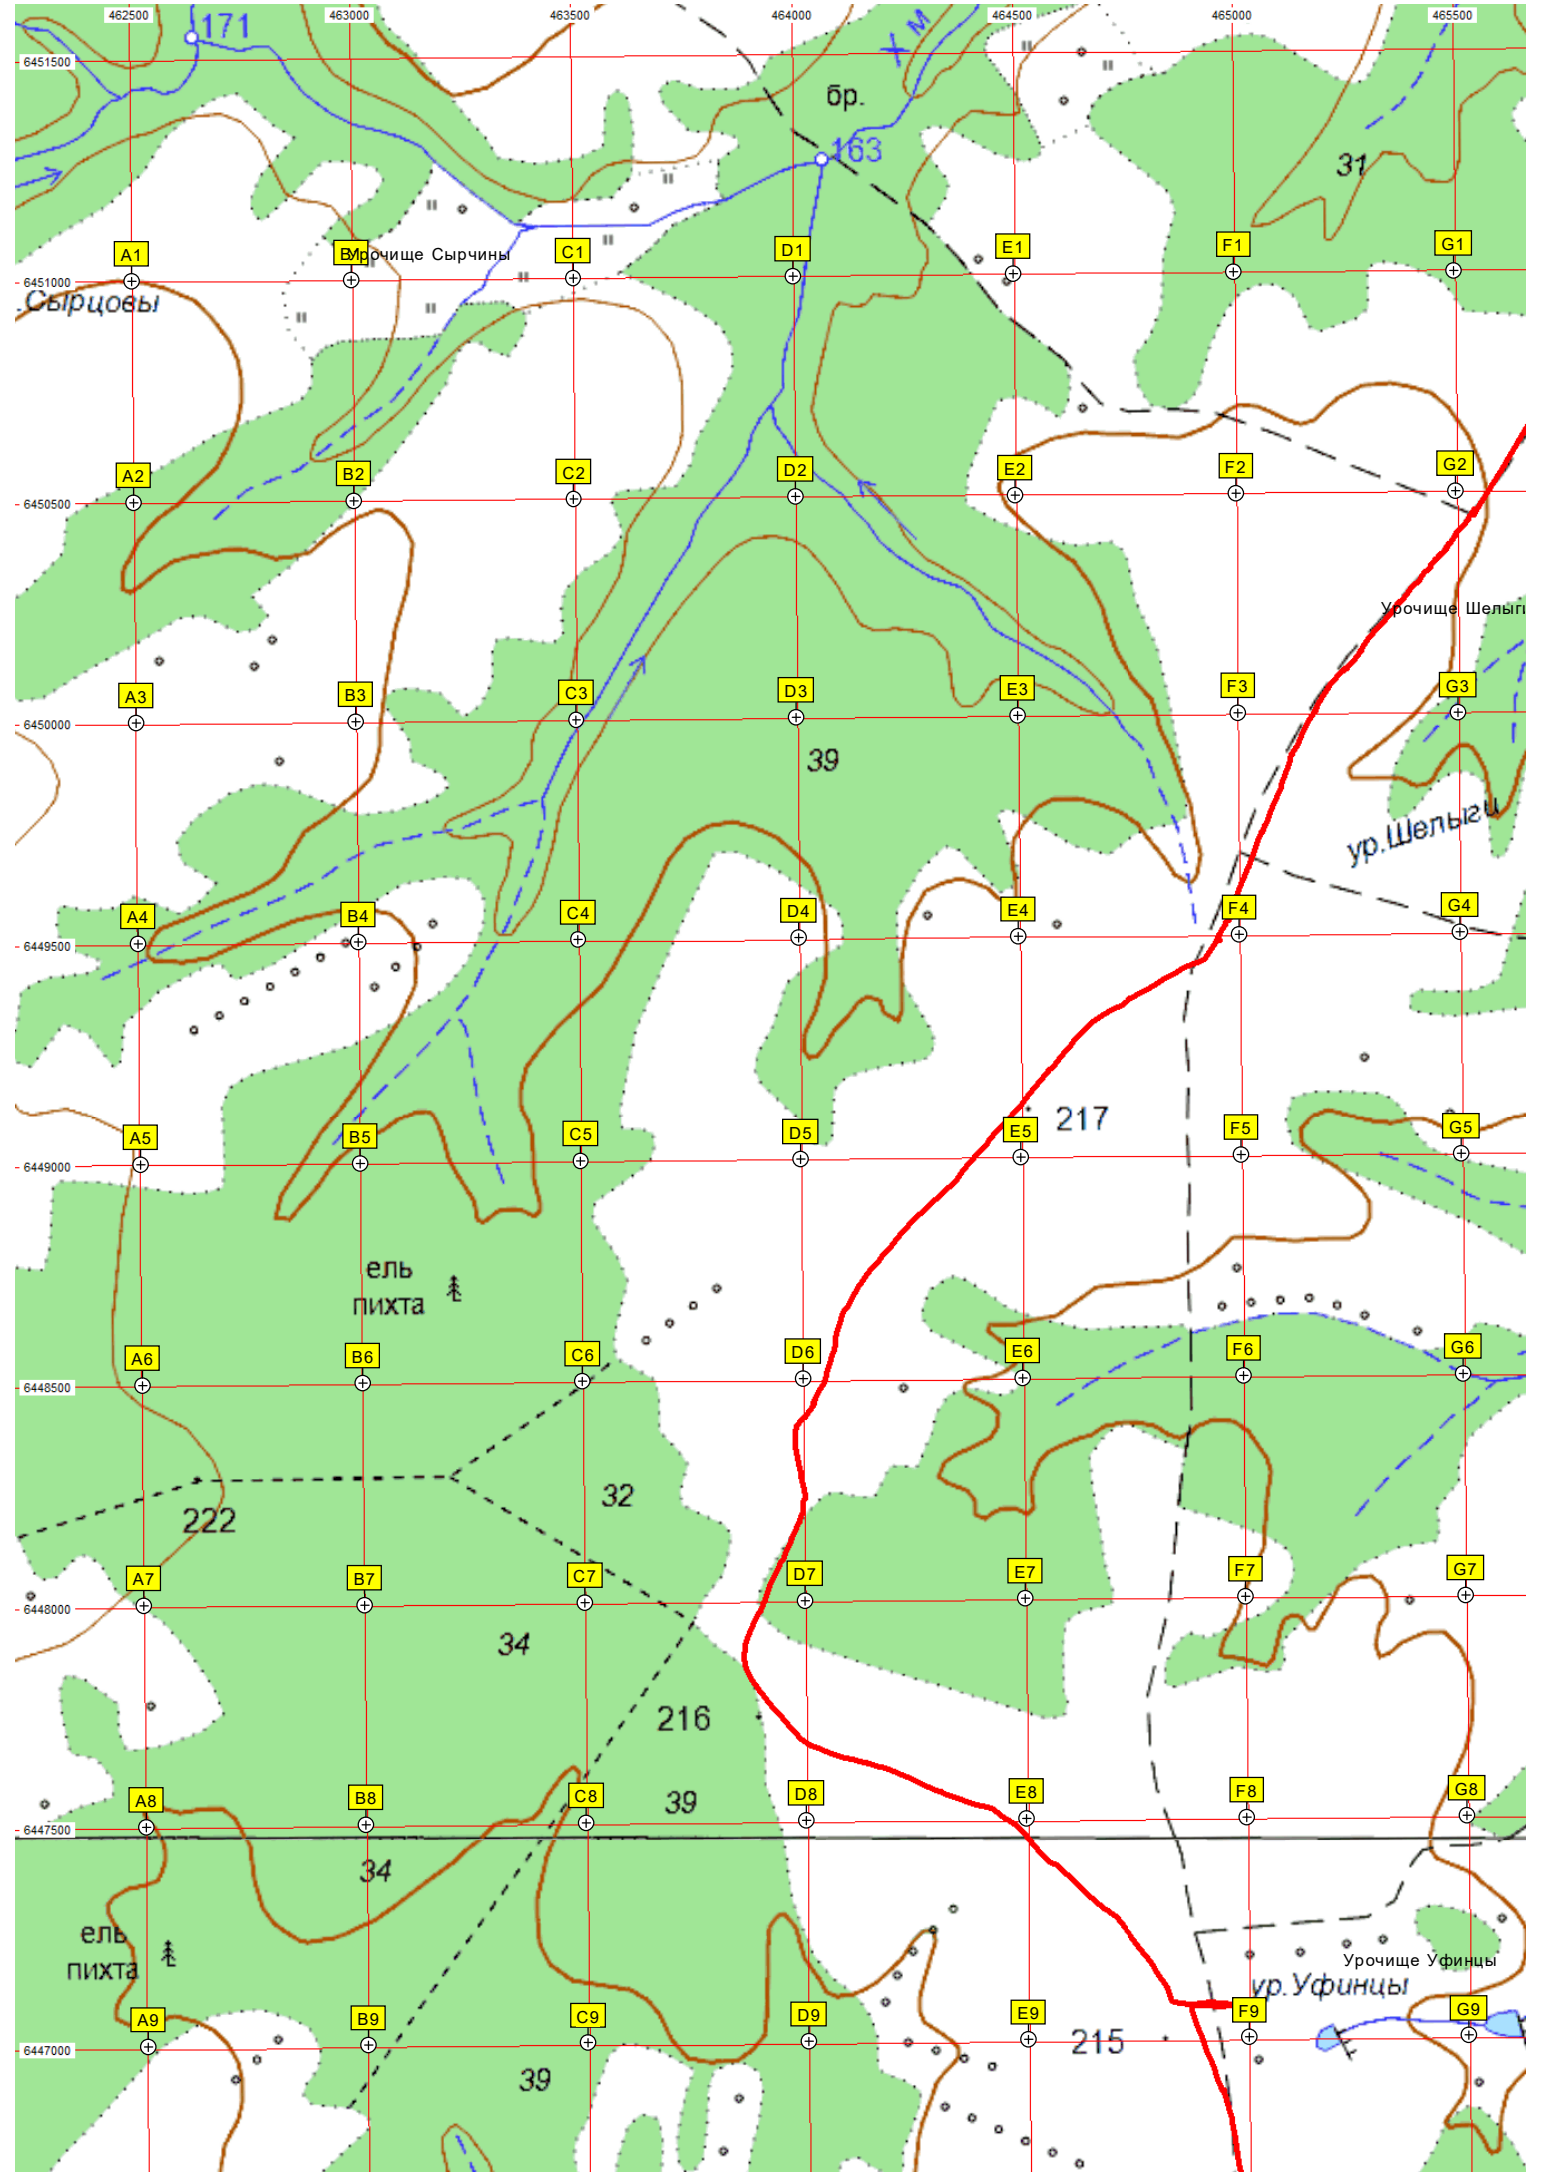 462500 463000 463500 464000 464500 465000 465500
171
6451500
бр.
163
31
A1 B1 C1 D1 E1 F1 G1
Урочище Сырчины
6451000
Сырцовы
A2 B2 C2 D2 E2 F2 G2
6450500
Урочище Шелыги
A3 B3 C3 D3 E3 F3 G3
6450000
39
ур.Шелыги
A4 B4 C4 D4 E4 F4 G4
6449500
217
A5 B5 C5 D5 E5 F5 G5
6449000
ель
пихта
A6 B6 C6 D6 E6 F6 G6
6448500
32
222
A7 B7 C7 D7 E7 F7 G7
6448000
34
216
A8 B8 C8 D8 E8 F8 G8
39
6447500
34
ель
пихта
Урочище Уфинцы
ур.Уфинцы
A9 B9 C9 D9 E9 F9 G9
6447000
215
39